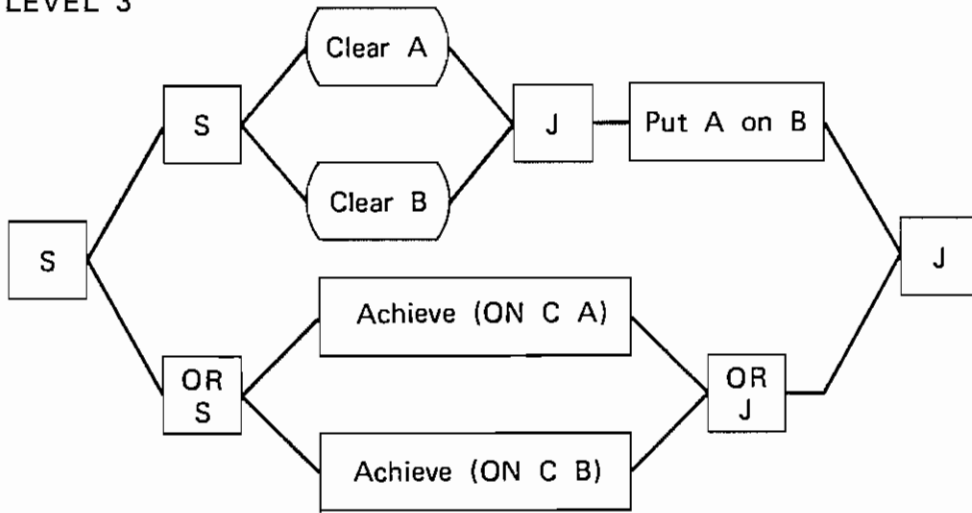 LEVEL 3
Clear A
S
J
Put A on B
Clear B
S
J
Achieve (ON C A)
OR
S
OR
J
Achieve (ON C B)